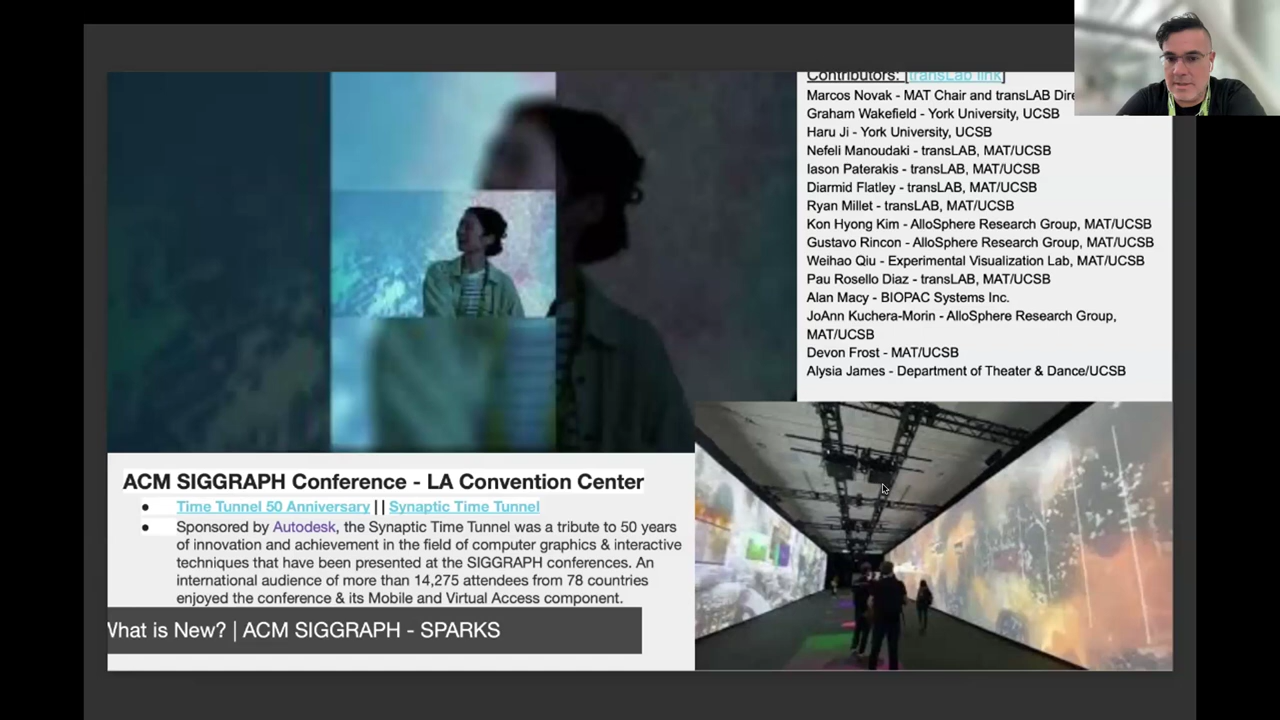 Contributors: [transLab link]
Marcos Novak - MAT Chair and transLAB
Graham Wakefield - York University, UCSB
Haru Ji - York University, UCSB
Nefeli Manoudaki - transLAB, MAT/UCSB
Iason Paterakis - transLAB, MAT/UCSB
Diarmid Flatley - transLAB, MAT/UCSB
Ryan Millet - transLAB, MAT/UCSB
Kon Hyong Kim - AlloSphere Research Group, MAT/UCSB
Gustavo Rincon - AlloSphere Research Group, MAT/UCSB
Weihao Qiu - Experimental Visualization Lab, MAT/UCSB
Pau Rosello Diaz - transLAB, MAT/UCSB
Alan Macy - BIOPAC Systems Inc.
JoAnn Kuchera-Morin - AlloSphere Research Group,
MAT/UCSB
Devon Frost - MAT/UCSB
Alysia James - Department of Theater & Dance/UCSB
ACM SIGGRAPH Conference - LA Convention Center
● Time Tunnel 50 Anniversary || Synaptic Time Tunnel
● Sponsored by Autodesk, the Synaptic Time Tunnel was a tribute to 50 years
of innovation and achievement in the field of computer graphics & interactive
techniques that have been presented at the SIGGRAPH conferences. An
international audience of more than 14,275 attendees from 78 countries
enjoyed the conference & its Mobile and Virtual Access component.
What is New? | ACM SIGGRAPH - SPARKS